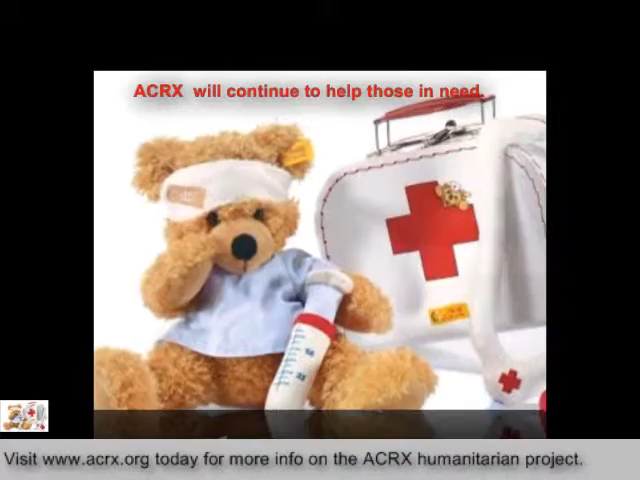 ACRX will continue to help those in need.
Visit www.acrx.org today for more info on the ACRX humanitarian project.